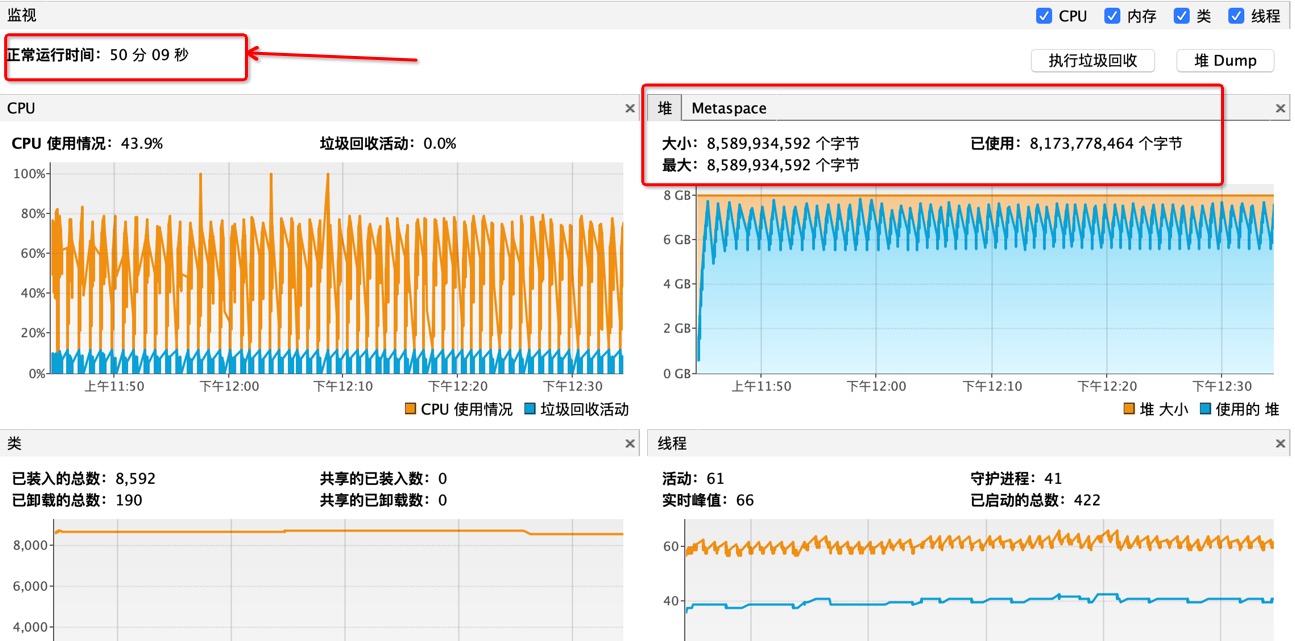 监视
CPU 内存 类 线程
正常运行时间: 50 分 09 秒
执行垃圾回收 堆 Dump
CPU
CPU 使用情况: 43.9% 垃圾回收活动: 0.0%
100%
80%
60%
40%
20%
0%
上午11:50 下午12:00 下午12:10 下午12:20 下午12:30
CPU 使用情况 垃圾回收活动
堆 Metaspace
大小: 8,589,934,592 个字节 已使用: 8,173,778,464 个字节
最大: 8,589,934,592 个字节
8 GB
6 GB
4 GB
2 GB
0 GB
上午11:50 下午12:00 下午12:10 下午12:20 下午12:30
堆 大小 使用的 堆
类
已装入的总数: 8,592 共享的已装入数: 0
已卸载的总数: 190 共享的已卸载数: 0
8,000
6,000
4,000
线程
活动: 61 守护进程: 41
实时峰值: 66 已启动的总数: 422
60
40